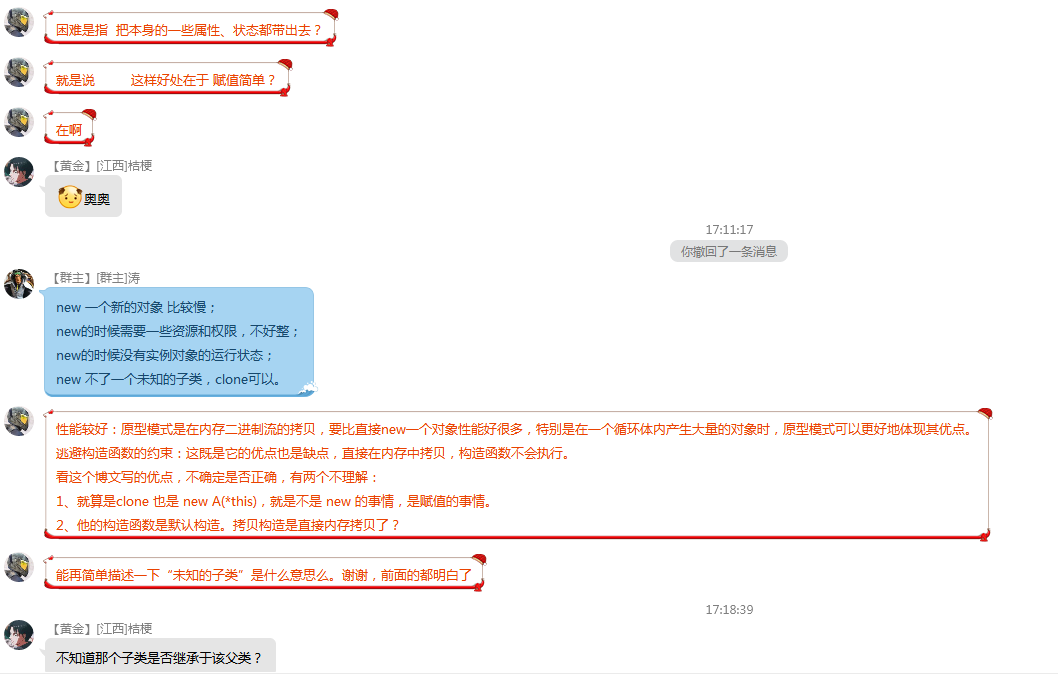 困难是指  把本身的一些属性、状态都带出去？
就是说        这样好处在于 赋值简单？
在啊
【黄金】[江西]桔梗
奥奥
17:11:17
你撤回了一条消息
【群主】[群主]涛
new 一个新的对象 比较慢；
new的时候需要一些资源和权限，不好整；
new的时候没有实例对象的运行状态；
new 不了一个未知的子类，clone可以。
性能较好：原型模式是在内存二进制流的拷贝，要比直接new一个对象性能好很多，特别是在一个循环体内产生大量的对象时，原型模式可以更好地体现其优点。
逃避构造函数的约束：这既是它的优点也是缺点，直接在内存中拷贝，构造函数不会执行。
看这个博文写的优点，不确定是否正确，有两个不理解：
1、就算是clone 也是 new A(*this)，就是不是 new 的事情，是赋值的事情。
2、他的构造函数是默认构造。拷贝构造是直接内存拷贝了？
能再简单描述一下“未知的子类”是什么意思么。谢谢，前面的都明白了
17:18:39
【黄金】[江西]桔梗
不知道那个子类是否继承于该父类？